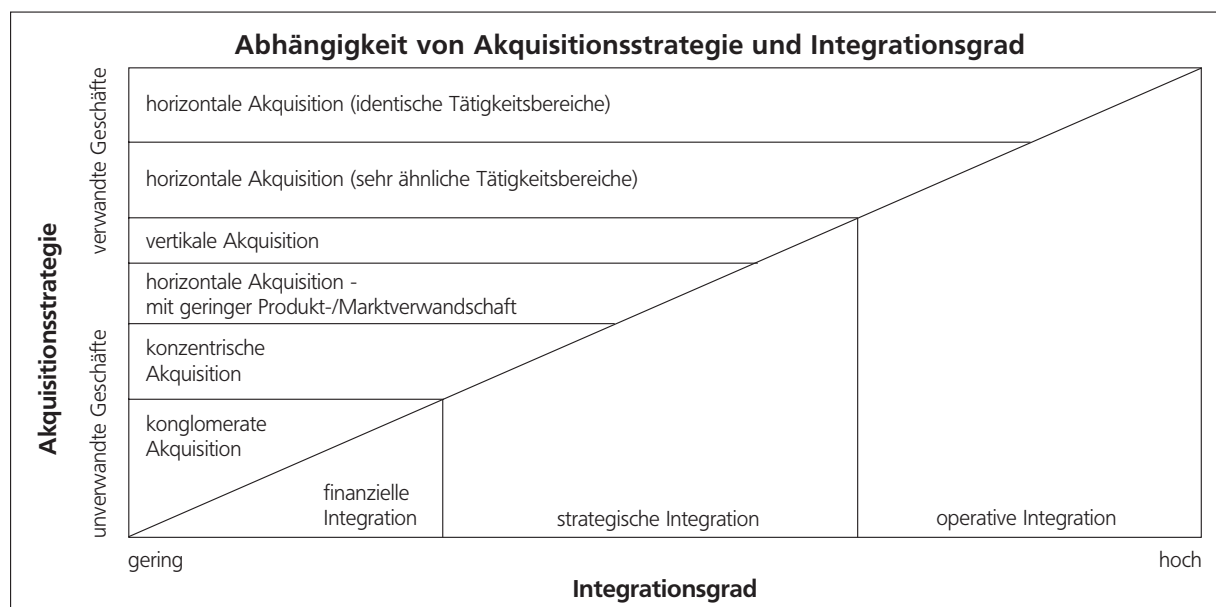 Abhängigkeit von Akquisitionsstrategie und Integrationsgrad
Akquisitionsstrategie
verwandte Geschäfte
unverwandte Geschäfte
horizontale Akquisition (identische Tätigkeitsbereiche)
horizontale Akquisition (sehr ähnliche Tätigkeitsbereiche)
vertikale Akquisition
horizontale Akquisition -
mit geringer Produkt-/Marktverwandschaft
konzentrische
Akquisition
konglomerate
Akquisition
finanzielle
Integration
strategische Integration
operative Integration
gering
hoch
Integrationsgrad